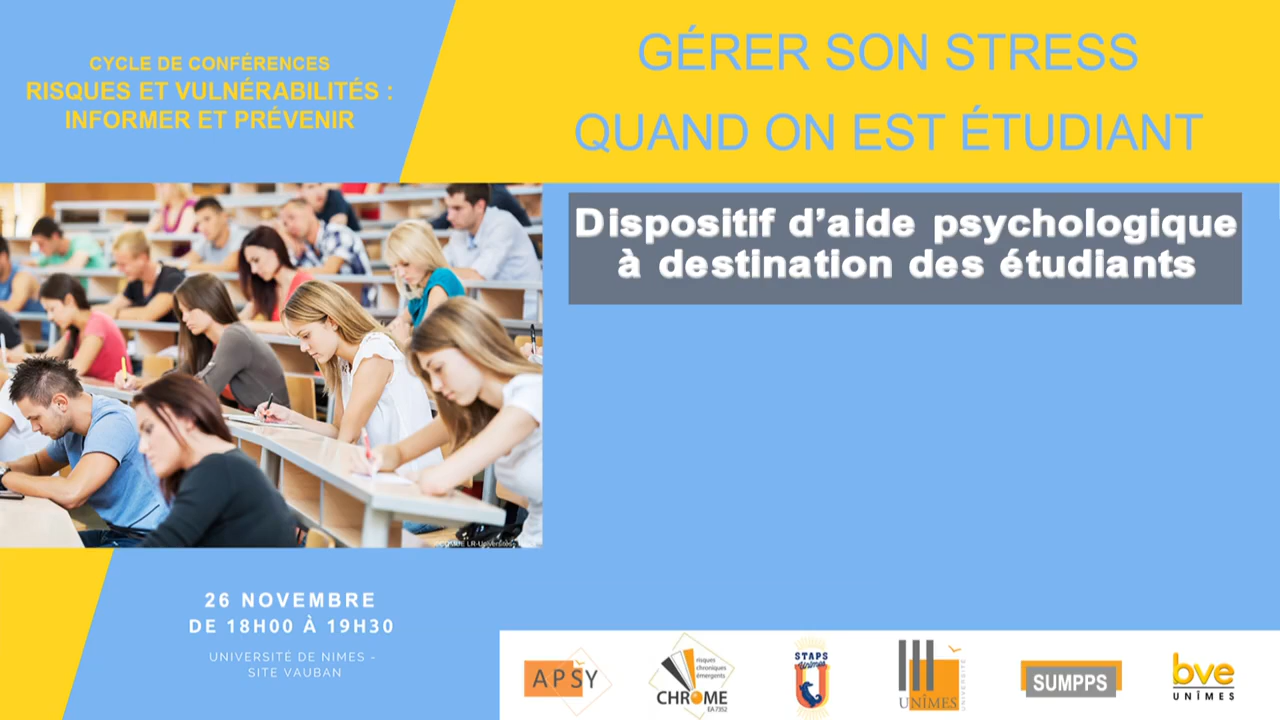 CYCLE DE CONFÉRENCES
RISQUES ET VULNÉRABILITÉS :
INFORMER ET PRÉVENIR
GÉRER SON STRESS
QUAND ON EST ÉTUDIANT
Dispositif d’aide psychologique
à destination des étudiants
26 NOVEMBRE
DE 18H00 À 19H30
UNIVERSITÉ DE NIMES -
SITE VAUBAN
APSY
risques
chroniques
émergents
CHROME
EA 7352
STAPS
Unîmes
UNÎMES
UNIVERSITÉ
SUMPPS
bve
UNÎMES